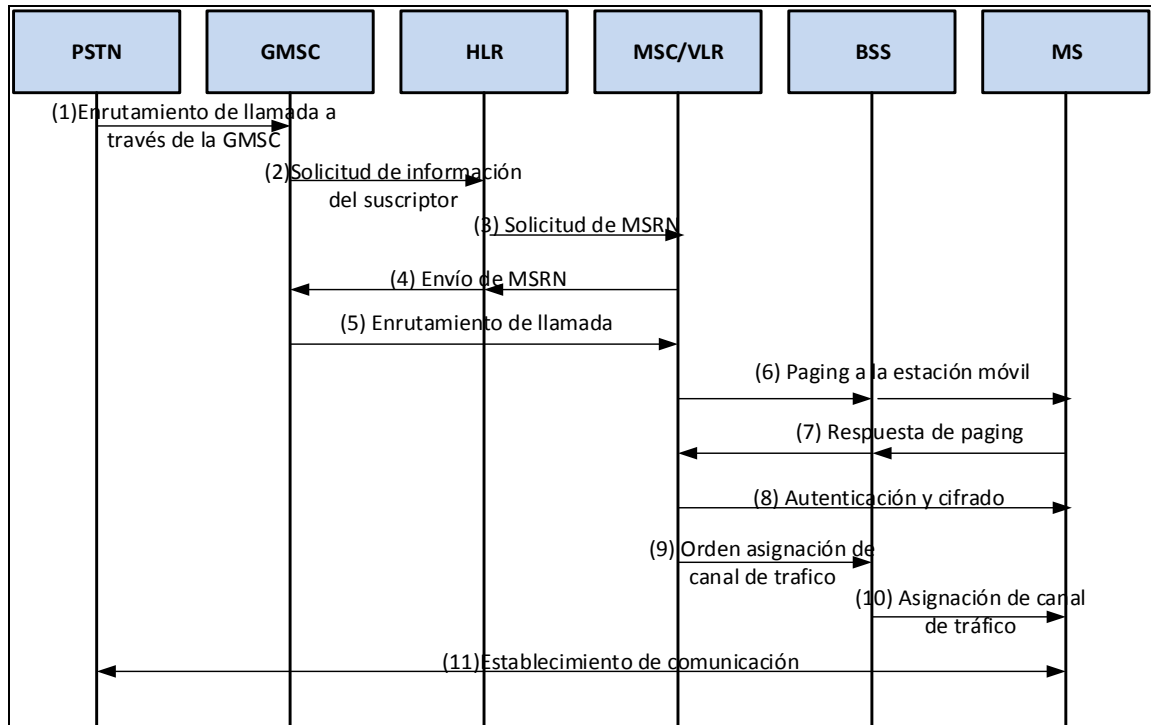 PSTN
GMSC
HLR
MSC/VLR
BSS
MS
(1)Enrutamiento de llamada a
través de la GMSC
(2)Solicitud de información
del suscriptor
(3) Solicitud de MSRN
(4) Envío de MSRN
(5) Enrutamiento de llamada
(6) Paging a la estación móvil
(7) Respuesta de paging
(8) Autenticación y cifrado
(9) Orden asignación de
canal de trafico
(10) Asignación de canal
de tráfico
(11)Establecimiento de comunicación